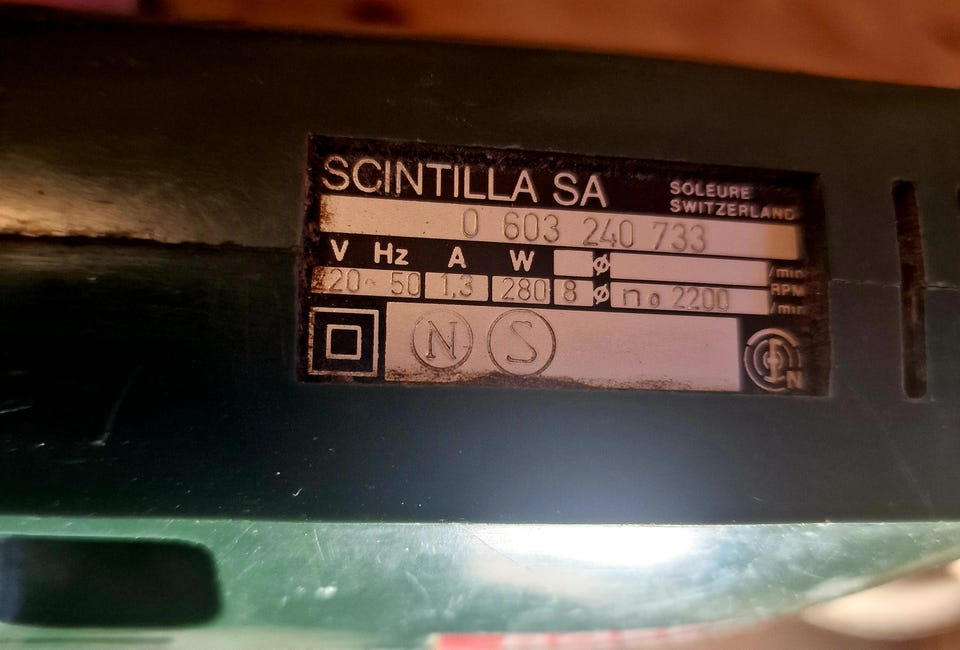 SCINTILLA SA
SOLEURE
SWITZERLAND
0 603 240 733
V Hz A W ø /min
220~ 50 1,3 280 8 ø no 2200 RPM
/min
N S
N